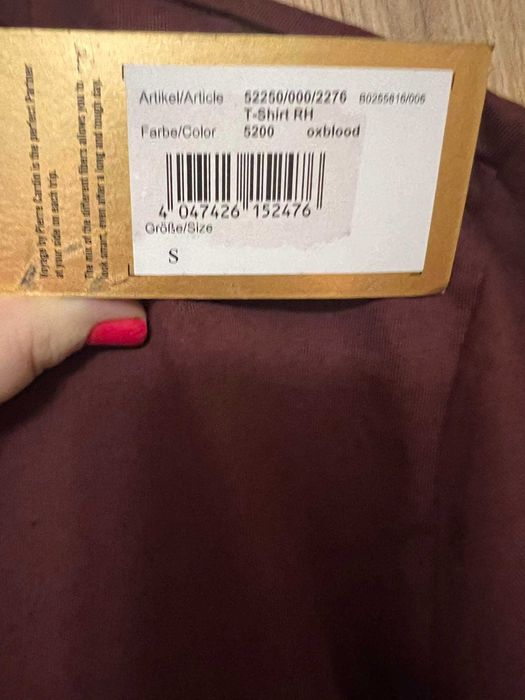 Artikel/Article 52250/000/2276 B0255816/006
T-Shirt RH
Farbe/Color 5200 oxblood
4 047426 152476
Größe/Size
S
Voyage by Pierre Cardin is the perfect Partner
at your side on each trip.
The mix of the different fibers allows you to
look smart, even after a long and tough day.